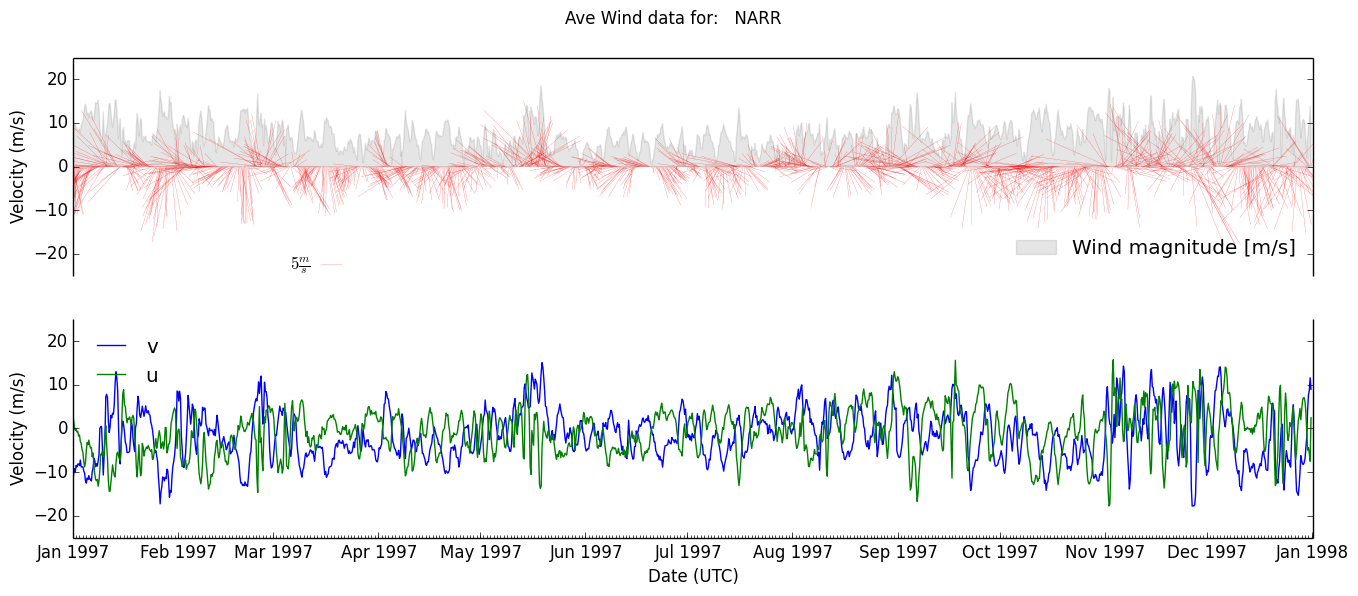 Ave Wind data for:   NARR
Velocity (m/s)
20
10
0
−10
−20
5 m/s
Wind magnitude [m/s]
Velocity (m/s)
20
10
0
−10
−20
v
u
Jan 1997 Feb 1997 Mar 1997 Apr 1997 May 1997 Jun 1997 Jul 1997 Aug 1997 Sep 1997 Oct 1997 Nov 1997 Dec 1997 Jan 1998
Date (UTC)